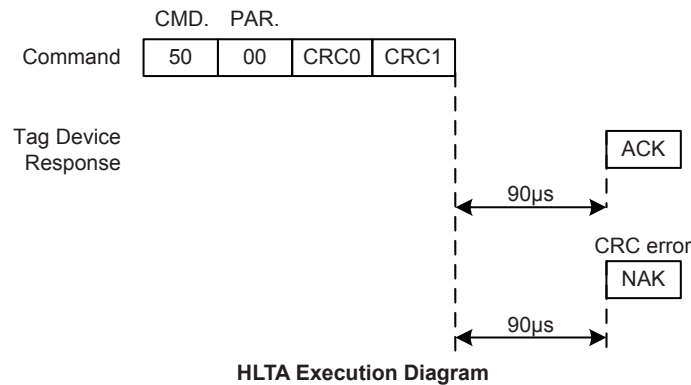 CMD. PAR.
Command 50 00 CRC0 CRC1
Tag Device
Response
ACK
90µs
CRC error
NAK
90µs
HLTA Execution Diagram